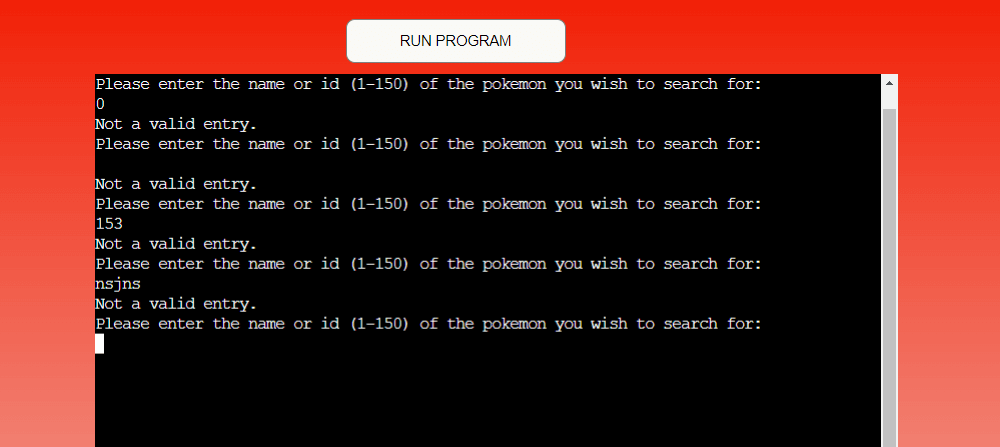 RUN PROGRAM
Please enter the name or id (1-150) of the pokemon you wish to search for:
0
Not a valid entry.
Please enter the name or id (1-150) of the pokemon you wish to search for:
Not a valid entry.
Please enter the name or id (1-150) of the pokemon you wish to search for:
153
Not a valid entry.
Please enter the name or id (1-150) of the pokemon you wish to search for:
nsjns
Not a valid entry.
Please enter the name or id (1-150) of the pokemon you wish to search for: